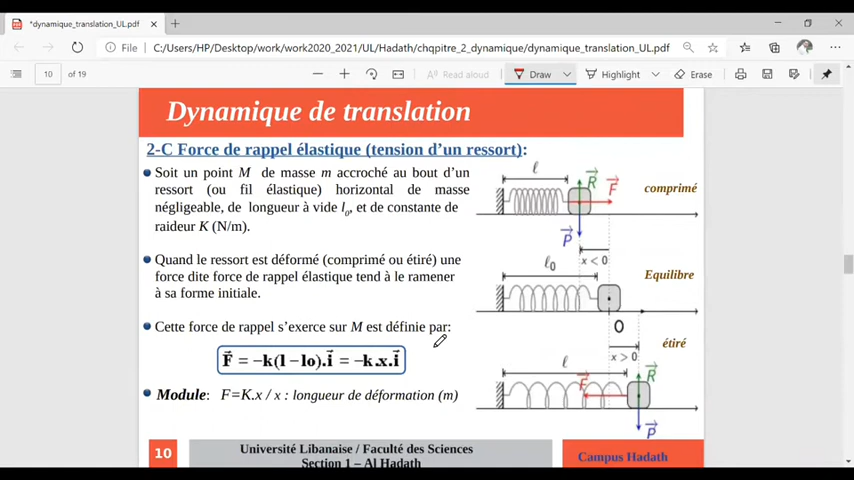 *dynamique_translation_UL.pdf
File
C:/Users/HP/Desktop/work/work2020_2021/UL/Hadath/chqpitre_2_dynamique/dynamique_translation_UL.pdf
10 of 19
Read aloud
Draw
Highlight
Erase
Dynamique de translation
2-C Force de rappel élastique (tension d’un ressort):
Soit un point M de masse m accroché au bout d’un
ressort (ou fil élastique) horizontal de masse
négligeable, de longueur à vide l₀, et de constante de
raideur K (N/m).
Quand le ressort est déformé (comprimé ou étiré) une
force dite force de rappel élastique tend à le ramener
à sa forme initiale.
Cette force de rappel s’exerce sur M est définie par:
F⃗ = −k(l − lo).i⃗ = −k.x.i⃗
Module: F=K.x / x : longueur de déformation (m)
ℓ
R⃗
F⃗
comprimé
P⃗
x < 0
ℓ₀
Equilibre
O
étiré
x > 0
ℓ
F⃗
R⃗
P⃗
10
Université Libanaise / Faculté des Sciences
Section 1 – Al Hadath
Campus Hadath